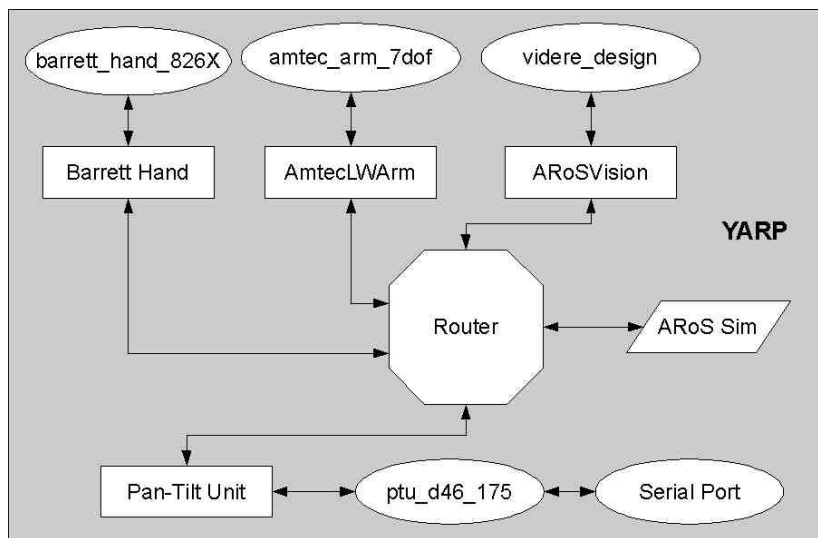 barrett_hand_826X
amtec_arm_7dof
videre_design
Barrett Hand
AmtecLWArm
ARoSVision
YARP
Router
ARoS Sim
Pan-Tilt Unit
ptu_d46_175
Serial Port